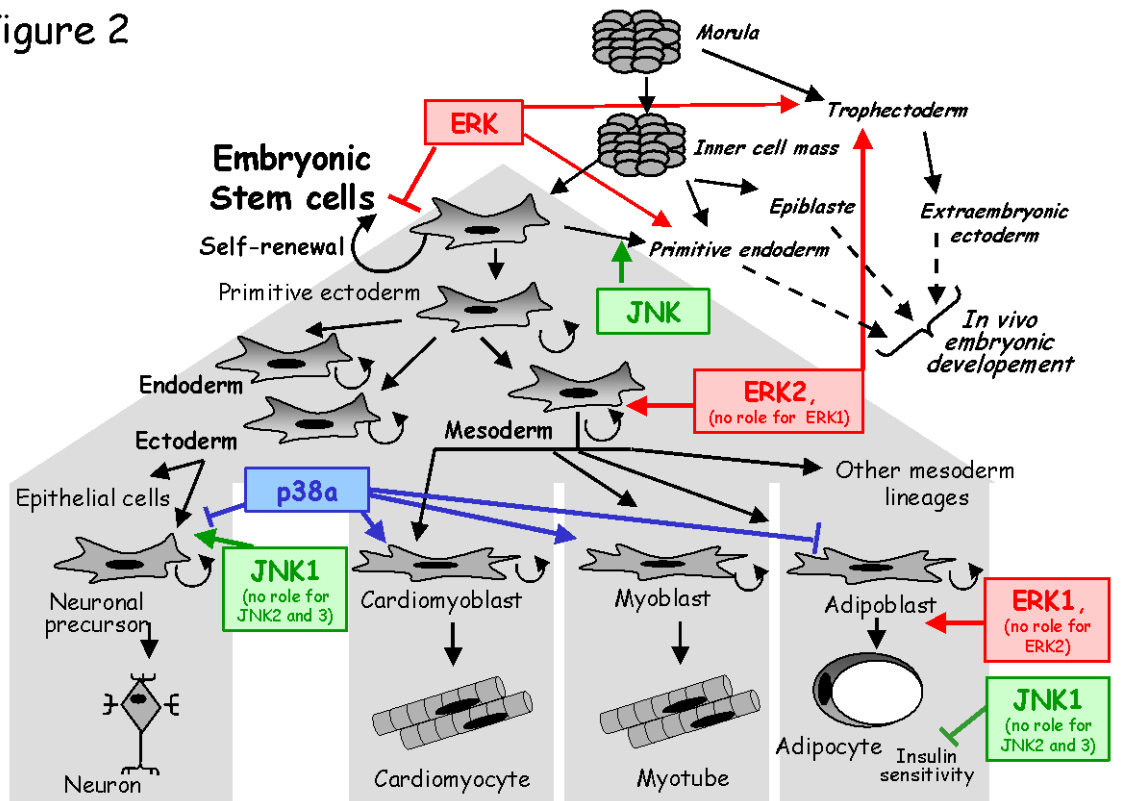 igure 2
Morula
Trophectoderm
ERK
Inner cell mass
Embryonic
Stem cells
Epiblaste
Extraembryonic
ectoderm
Self-renewal
Primitive endoderm
Primitive ectoderm
JNK
In vivo
embryonic
developement
Endoderm
ERK2,
(no role for ERK1)
Ectoderm
Mesoderm
Other mesoderm
lineages
Epithelial cells
p38a
JNK1
(no role for
JNK2 and 3)
Neuronal
precursor
Cardiomyoblast
Myoblast
Adipoblast
ERK1,
(no role for
ERK2)
JNK1
(no role for
JNK2 and 3)
Adipocyte
Insulin
sensitivity
Neuron
Cardiomyocyte
Myotube